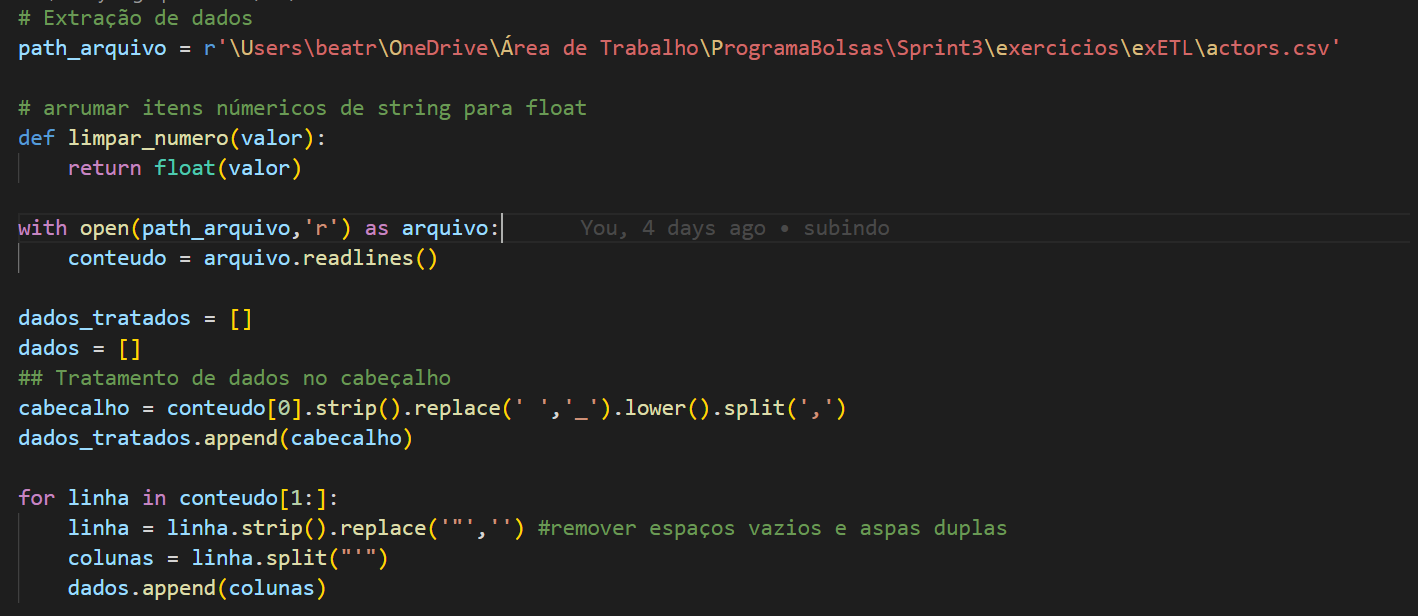 # Extração de dados
path_arquivo = r'\Users\beatr\OneDrive\Área de Trabalho\ProgramaBolsas\Sprint3\exercicios\exETL\actors.csv'
# arrumar itens númericos de string para float
def limpar_numero(valor):
    return float(valor)
with open(path_arquivo,'r') as arquivo: You, 4 days ago • subindo
    conteudo = arquivo.readlines()
dados_tratados = []
dados = []
## Tratamento de dados no cabeçalho
cabecalho = conteudo[0].strip().replace(' ','_').lower().split(',')
dados_tratados.append(cabecalho)
for linha in conteudo[1:]:
    linha = linha.strip().replace('"','') #remover espaços vazios e aspas duplas
    colunas = linha.split("'")
    dados.append(colunas)